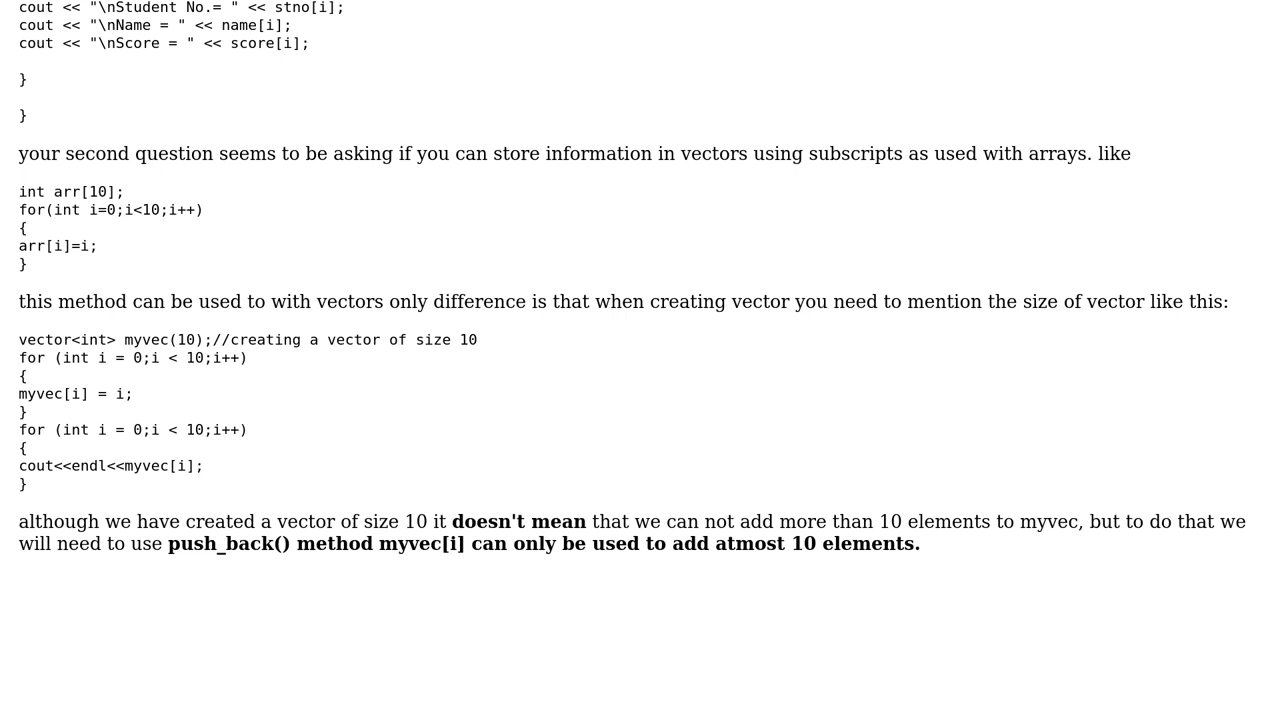 cout << "\nStudent No.= " << stno[i];
cout << "\nName = " << name[i];
cout << "\nScore = " << score[i];
}
}
your second question seems to be asking if you can store information in vectors using subscripts as used with arrays. like
int arr[10];
for(int i=0;i<10;i++)
{
arr[i]=i;
}
this method can be used to with vectors only difference is that when creating vector you need to mention the size of vector like this:
vector<int> myvec(10);//creating a vector of size 10
for (int i = 0;i < 10;i++)
{
myvec[i] = i;
}
for (int i = 0;i < 10;i++)
{
cout<<endl<<myvec[i];
}
although we have created a vector of size 10 it doesn't mean that we can not add more than 10 elements to myvec, but to do that we
will need to use push_back() method myvec[i] can only be used to add atmost 10 elements.